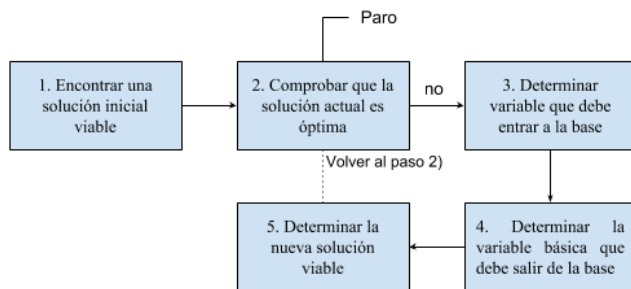 Paro
1. Encontrar una
solución inicial
viable
2. Comprobar que la
solución actual es
óptima
no
3. Determinar
variable que debe
entrar a la base
Volver al paso 2)
5. Determinar la
nueva solución
viable
4. Determinar la
variable básica que
debe salir de la base